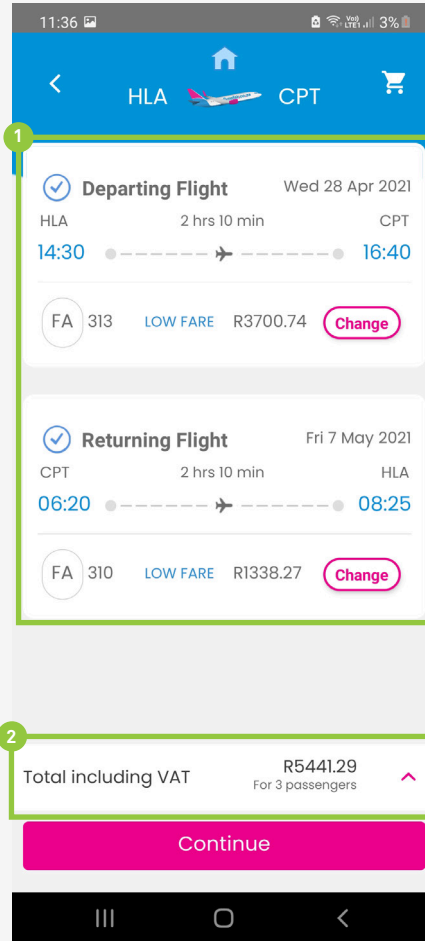 11:36 Vo)) LTE1 3%
HLA CPT
1
Departing Flight Wed 28 Apr 2021
HLA 2 hrs 10 min CPT
14:30 16:40
FA 313 LOW FARE R3700.74 Change
Returning Flight Fri 7 May 2021
CPT 2 hrs 10 min HLA
06:20 08:25
FA 310 LOW FARE R1338.27 Change
2
Total including VAT R5441.29
For 3 passengers
Continue